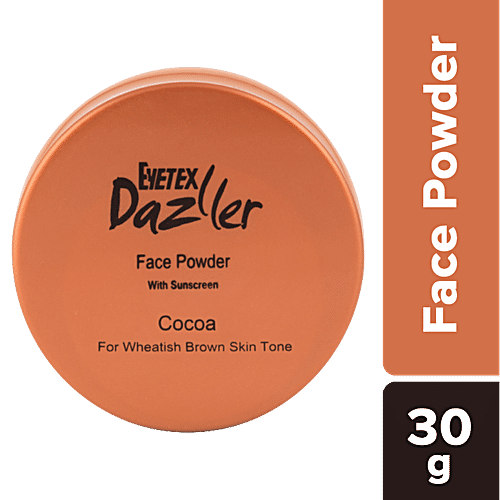 EYETEX
Dazller
Face Powder
With Sunscreen
Cocoa
For Wheatish Brown Skin Tone
Face Powder
30
g